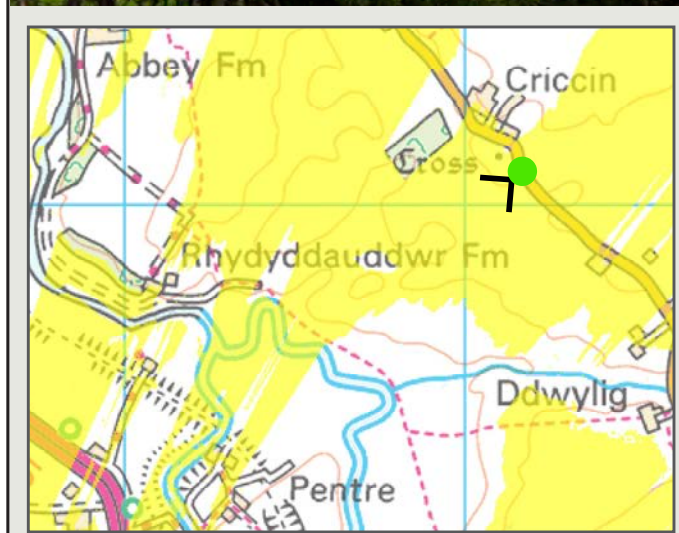 Abbey Fm
Criccin
Cross
Rhydyddauddwr Fm
Ddwylig
Pentre